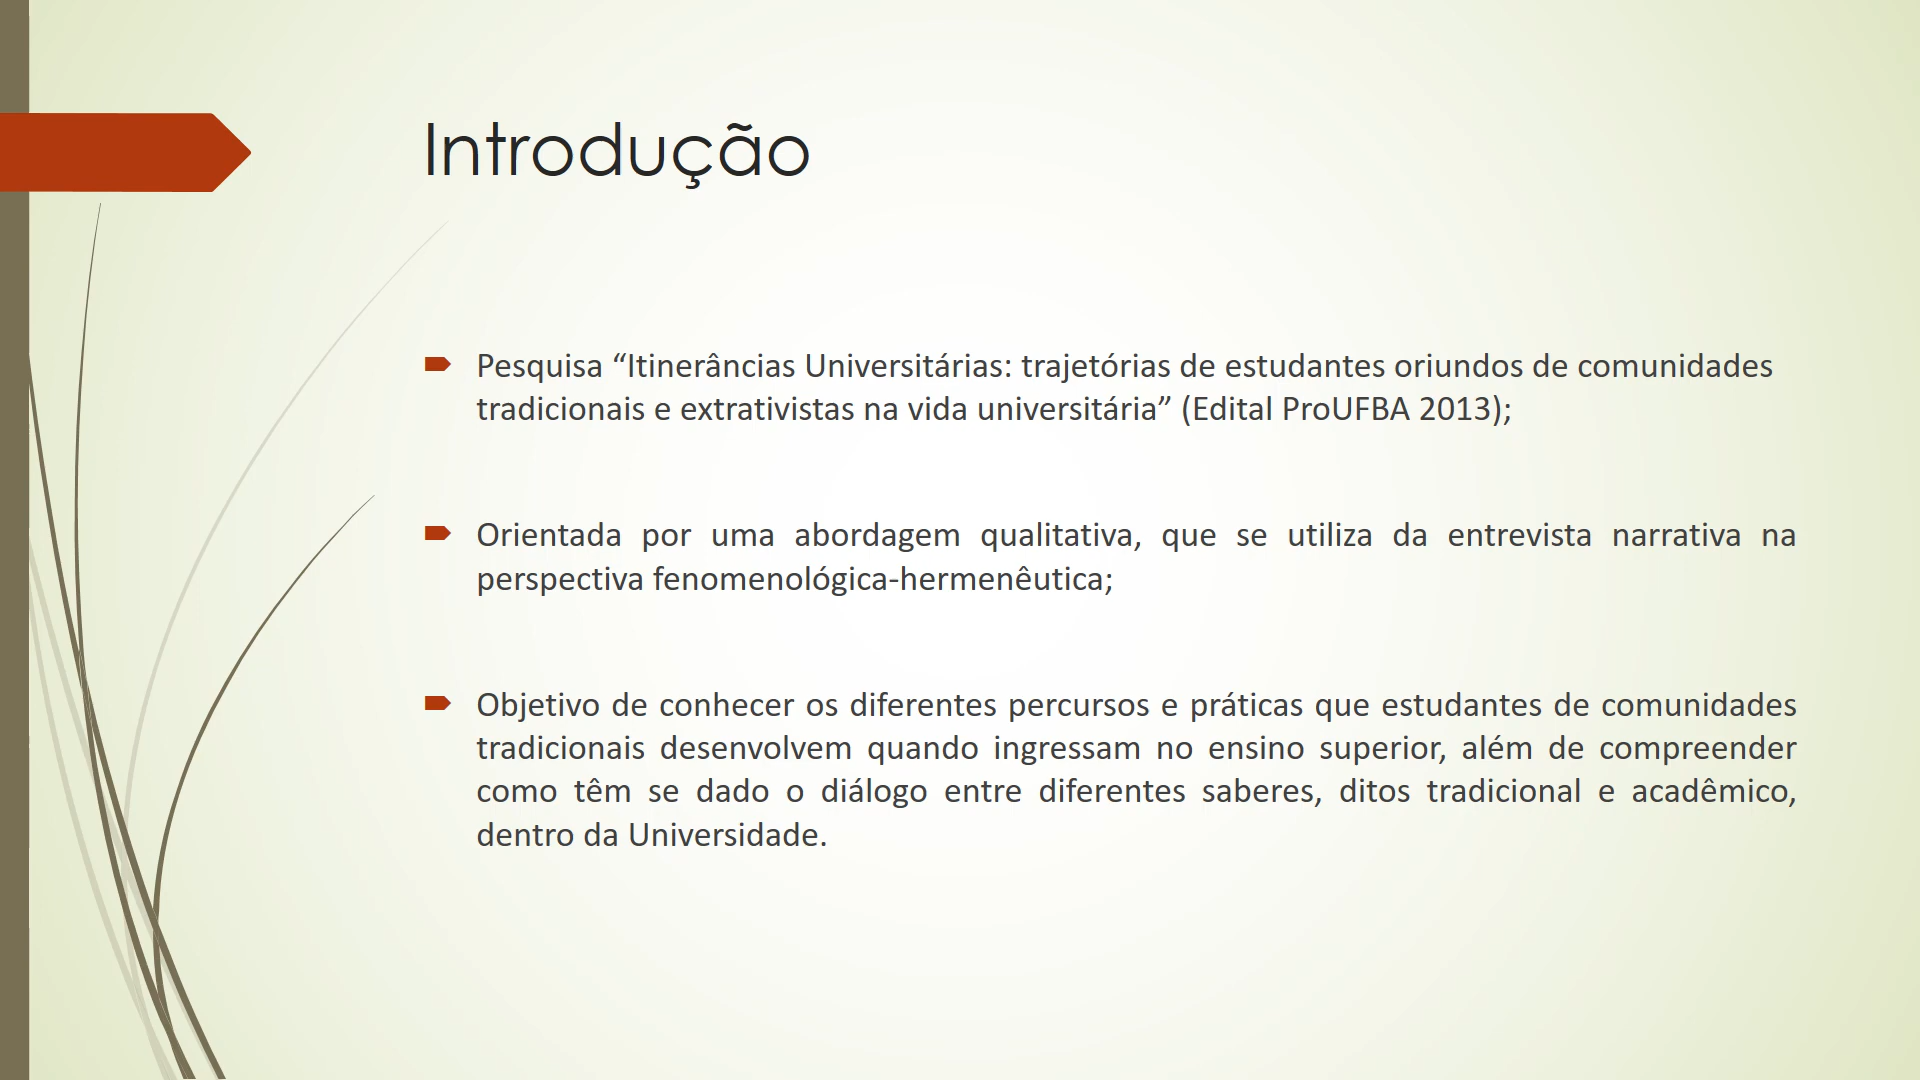 Introdução
Pesquisa “Itinerâncias Universitárias: trajetórias de estudantes oriundos de comunidades
tradicionais e extrativistas na vida universitária” (Edital ProUFBA 2013);
Orientada por uma abordagem qualitativa, que se utiliza da entrevista narrativa na
perspectiva fenomenológica-hermenêutica;
Objetivo de conhecer os diferentes percursos e práticas que estudantes de comunidades
tradicionais desenvolvem quando ingressam no ensino superior, além de compreender
como têm se dado o diálogo entre diferentes saberes, ditos tradicional e acadêmico,
dentro da Universidade.